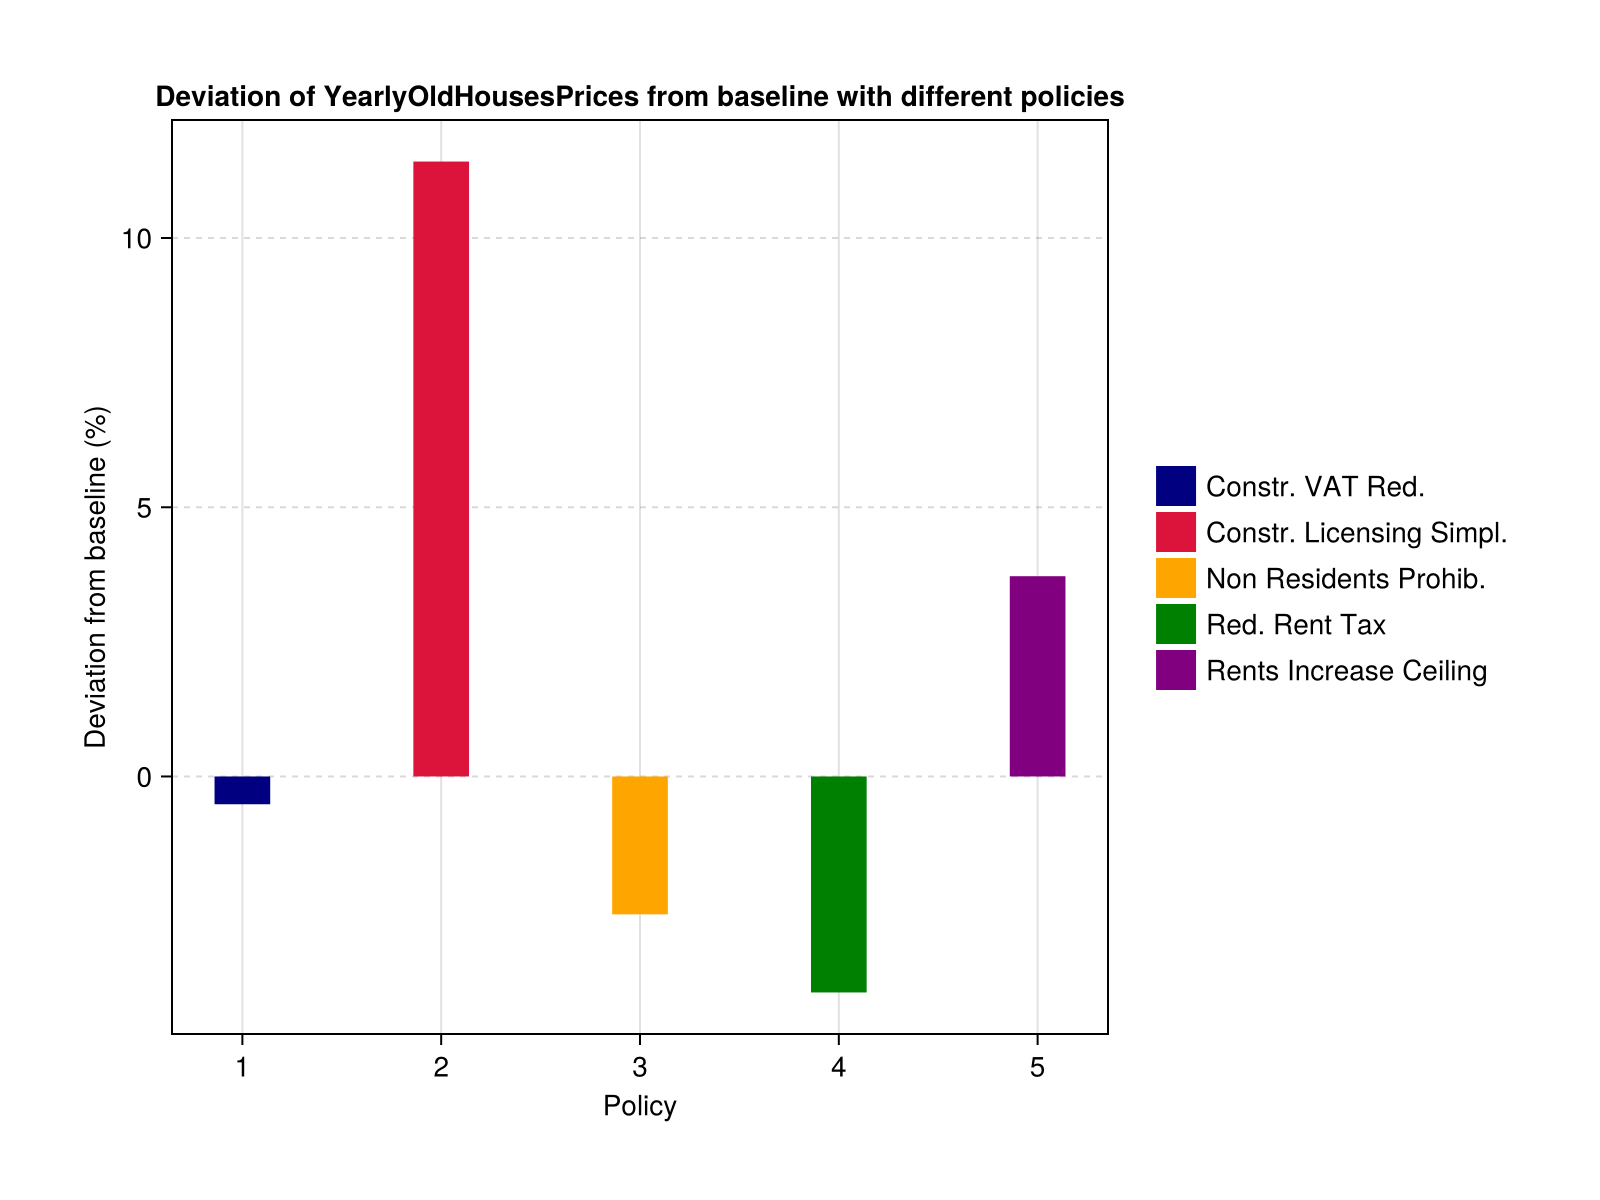 Deviation of YearlyOldHousesPrices from baseline with different policies
Deviation from baseline (%)
10
5
0
1
2
3
4
5
Policy
Constr. VAT Red.
Constr. Licensing Simpl.
Non Residents Prohib.
Red. Rent Tax
Rents Increase Ceiling